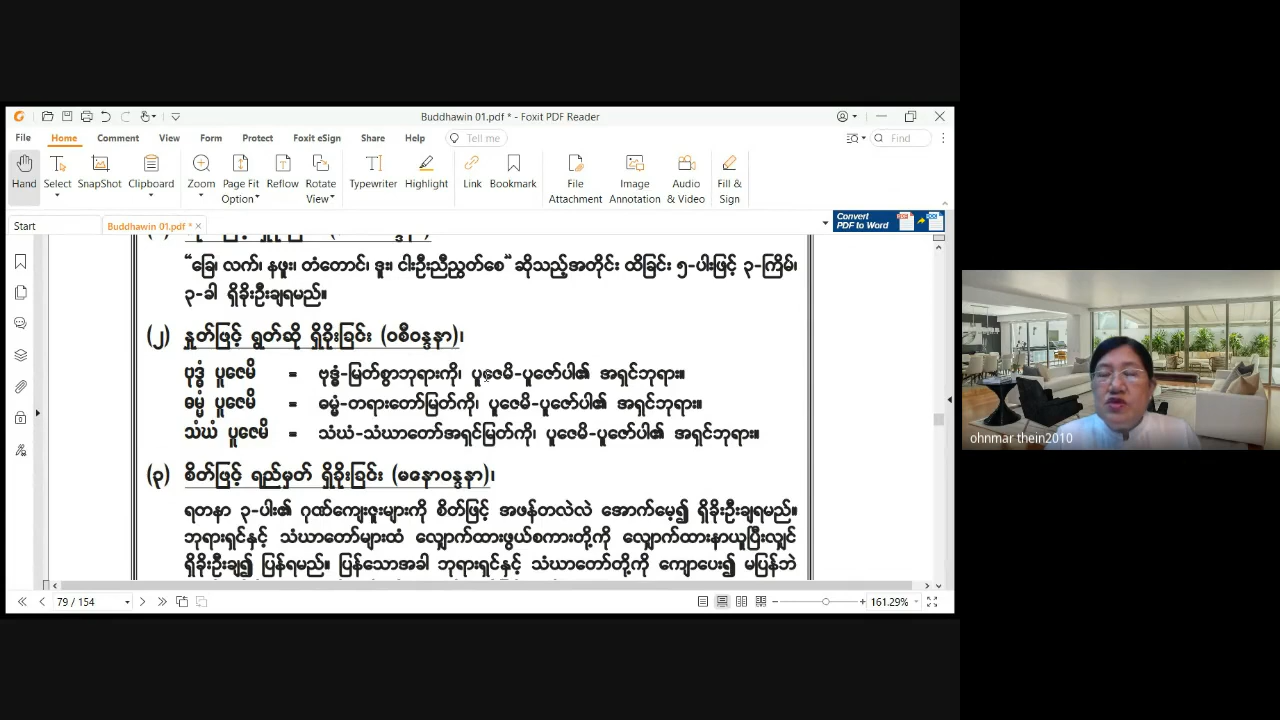 Buddhawin 01.pdf * - Foxit PDF Reader
File Home Comment View Form Protect Foxit eSign Share Help Tell me Find
Hand Select SnapShot Clipboard Zoom Page Fit Option Reflow Rotate View Typewriter Highlight Link Bookmark File Attachment Image Annotation Audio & Video Fill & Sign
Start Buddhawin 01.pdf * Convert PDF to Word
“ခြေ၊ လက်၊ နဖူး၊ တံတောင်၊ ဒူး၊ ငါးဦးညီညွတ်စေ” ဆိုသည့်အတိုင်း ထိခြင်း ၅-ပါးဖြင့် ၃-ကြိမ်၊
၃-ခါ ရှိခိုးဦးချရမည်။
(၂) နှုတ်ဖြင့် ရွတ်ဆို ရှိခိုးခြင်း (ဝစီဝန္ဒနာ)၊
ဗုဒ္ဓံ ပူဇေမိ = ဗုဒ္ဓံ-မြတ်စွာဘုရားကို၊ ပူဇေမိ-ပူဇော်ပါ၏ အရှင်ဘုရား။
ဓမ္မံ ပူဇေမိ = ဓမ္မံ-တရားတော်မြတ်ကို၊ ပူဇေမိ-ပူဇော်ပါ၏ အရှင်ဘုရား။
သံဃံ ပူဇေမိ = သံဃံ-သံဃာတော်အရှင်မြတ်ကို၊ ပူဇေမိ-ပူဇော်ပါ၏ အရှင်ဘုရား။
(၃) စိတ်ဖြင့် ရည်မှတ် ရှိခိုးခြင်း (မနောဝန္ဒနာ)၊
ရတနာ ၃-ပါး၏ ဂုဏ်ကျေးဇူးများကို စိတ်ဖြင့် အဖန်တလဲလဲ အောက်မေ့၍ ရှိခိုးဦးချရမည်။
ဘုရားရှင်နှင့် သံဃာတော်များထံ လျှောက်ထားဖွယ်စကားတို့ကို လျှောက်ထားနာယူပြီးလျှင်
ရှိခိုးဦးချ၍ ပြန်ရမည်။ ပြန်သောအခါ ဘုရားရှင်နှင့် သံဃာတော်တို့ကို ကျောပေး၍ မပြန်ဘဲ
79 / 154 161.29%
ohnmar thein2010